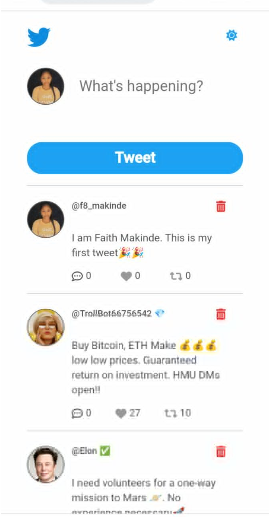 What's happening?
Tweet
@f8_makinde
I am Faith Makinde. This is my
first tweet🎉🎉
0 0 0
@TrollBot66756542 💎
Buy Bitcoin, ETH Make 💰💰💰
low low prices. Guaranteed
return on investment. HMU DMs
open!!
0 27 10
@Elon ✅
I need volunteers for a one-way
mission to Mars 🪐. No
experience necessary🚀